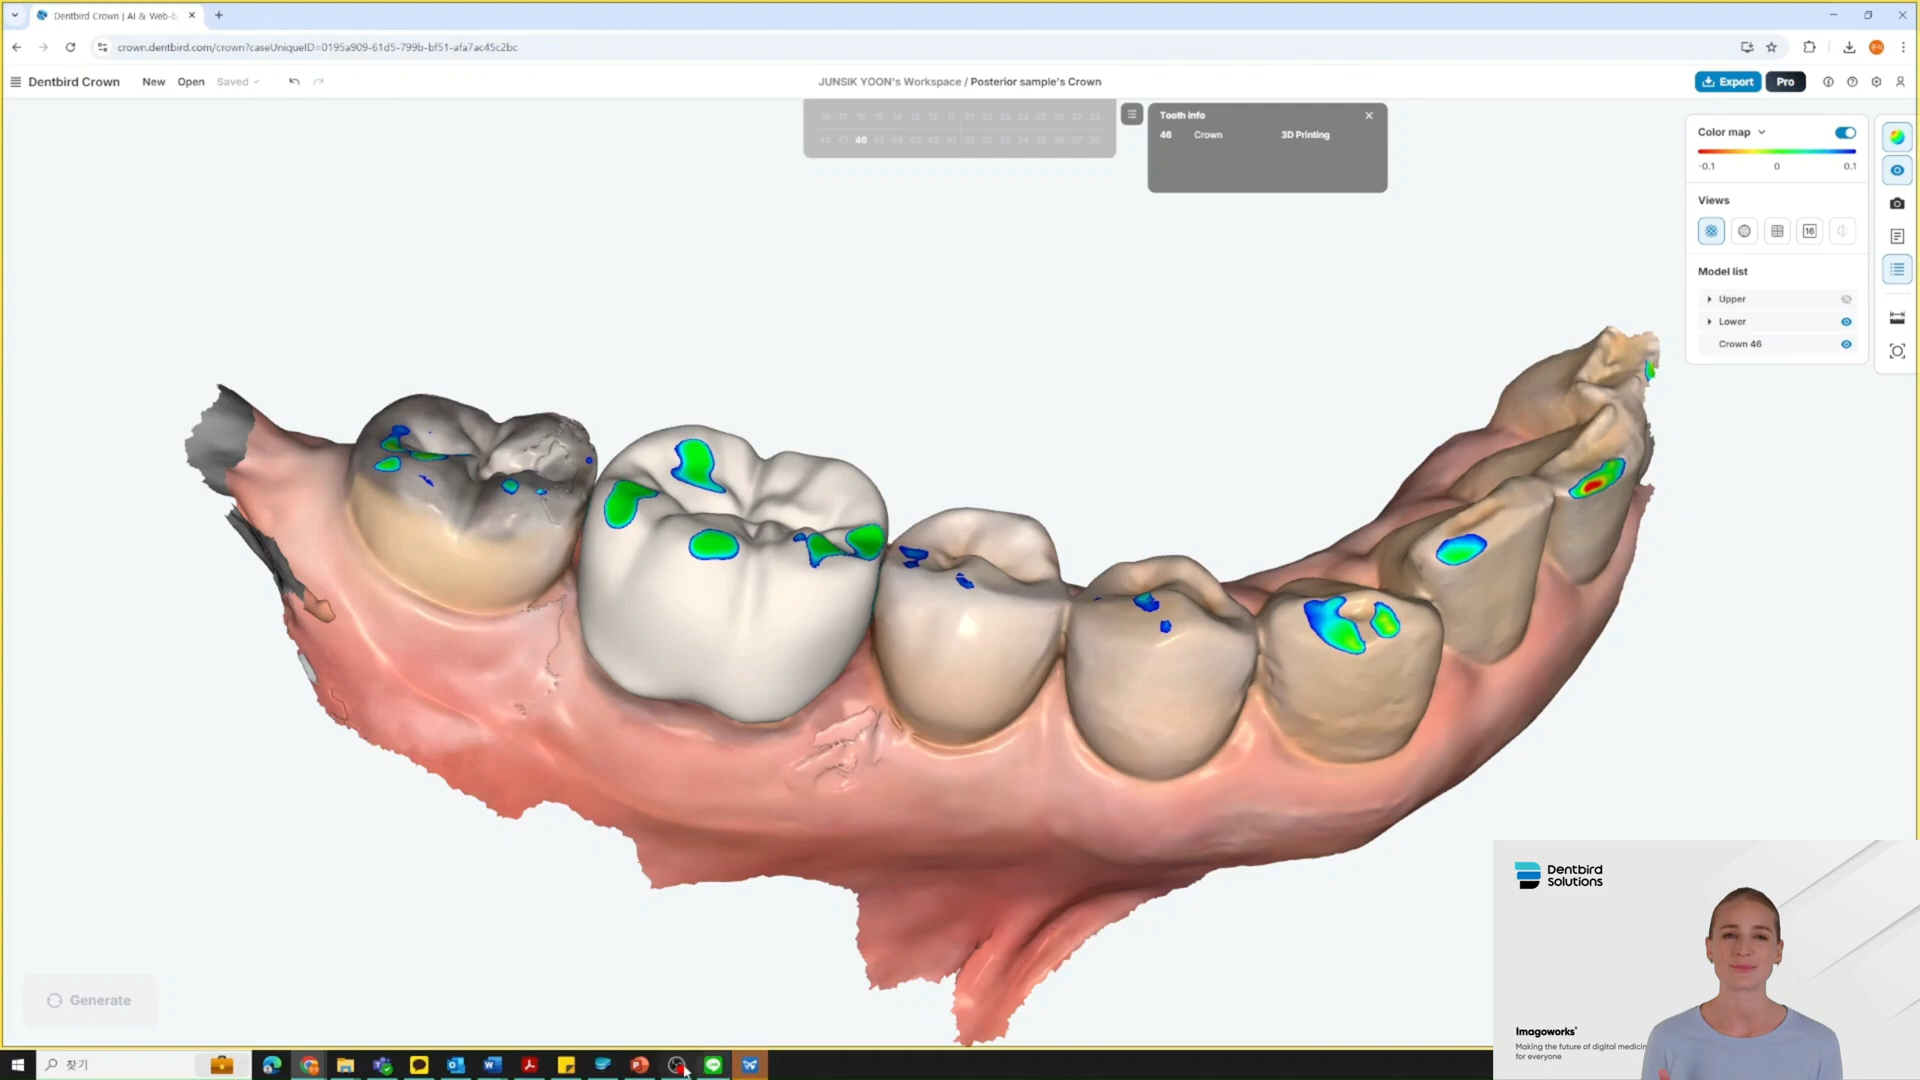 Dentbird Crown | AI & Web-b
crown.dentbird.com/crown?caseUniqueID=0195a909-61d5-799b-bf51-afa7ac45c2bc
Dentbird Crown
New
Open
Saved
JUNSIK YOON's Workspace / Posterior sample's Crown
Export
Pro
46
Tooth info
46 Crown 3D Printing
Color map
-0.1 0 0.1
Views
16
Model list
Upper
Lower
Crown 46
Generate
Dentbird
Solutions
Imagoworks
Making the future of digital medicin
for everyone
찾기